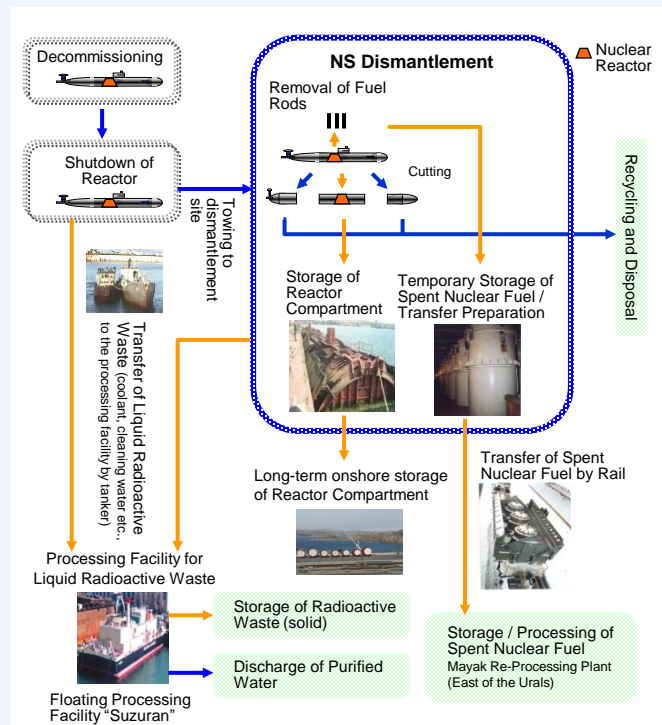 Decommissioning
Shutdown of
Reactor
Towing to
dismantlement
site
NS Dismantlement
Nuclear
Reactor
Removal of Fuel
Rods
Cutting
Recycling and Disposal
Storage of
Reactor
Compartment
Temporary Storage of
Spent Nuclear Fuel /
Transfer Preparation
Transfer of Liquid Radioactive
Waste (coolant, cleaning water etc.,
to the processing facility by tanker)
Long-term onshore storage
of Reactor Compartment
Transfer of Spent
Nuclear Fuel by Rail
Processing Facility for
Liquid Radioactive Waste
Storage of Radioactive
Waste (solid)
Discharge of Purified
Water
Floating Processing
Facility “Suzuran”
Storage / Processing of
Spent Nuclear Fuel
Mayak Re-Processing Plant
(East of the Urals)